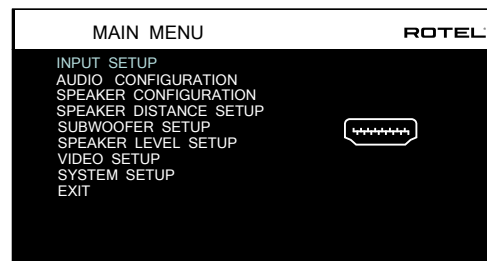 MAIN MENU
ROTEL
INPUT SETUP
AUDIO CONFIGURATION
SPEAKER CONFIGURATION
SPEAKER DISTANCE SETUP
SUBWOOFER SETUP
SPEAKER LEVEL SETUP
VIDEO SETUP
SYSTEM SETUP
EXIT